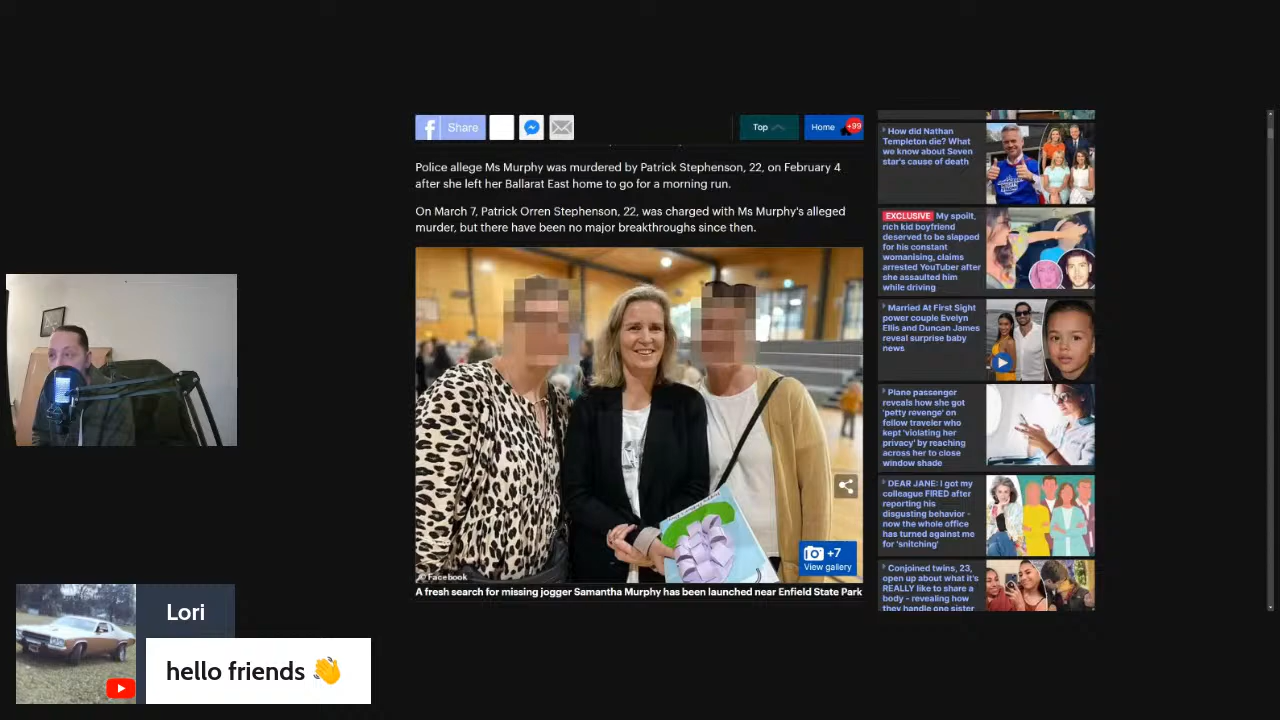 Share
Top
Home
+99
Police allege Ms Murphy was murdered by Patrick Stephenson, 22, on February 4
after she left her Ballarat East home to go for a morning run.
On March 7, Patrick Orren Stephenson, 22, was charged with Ms Murphy's alleged
murder, but there have been no major breakthroughs since then.
+7
View gallery
© Facebook
A fresh search for missing jogger Samantha Murphy has been launched near Enfield State Park
How did Nathan
Templeton die? What
we know about Seven
star's cause of death
EXCLUSIVE My spoilt,
rich kid boyfriend
deserved to be slapped
for his constant
womanising, claims
arrested YouTuber after
she assaulted him
while driving
Married At First Sight
power couple Evelyn
Ellis and Duncan James
reveal surprise baby
news
Plane passenger
reveals how she got
'petty revenge' on
fellow traveler who
kept 'violating her
privacy' by reaching
across her to close
window shade
DEAR JANE: I got my
colleague FIRED after
reporting his
disgusting behavior -
now the whole office
has turned against me
for 'snitching'
Conjoined twins, 23,
open up about what it's
REALLY like to share a
body - revealing how
they handle one sister
Lori
hello friends 👋